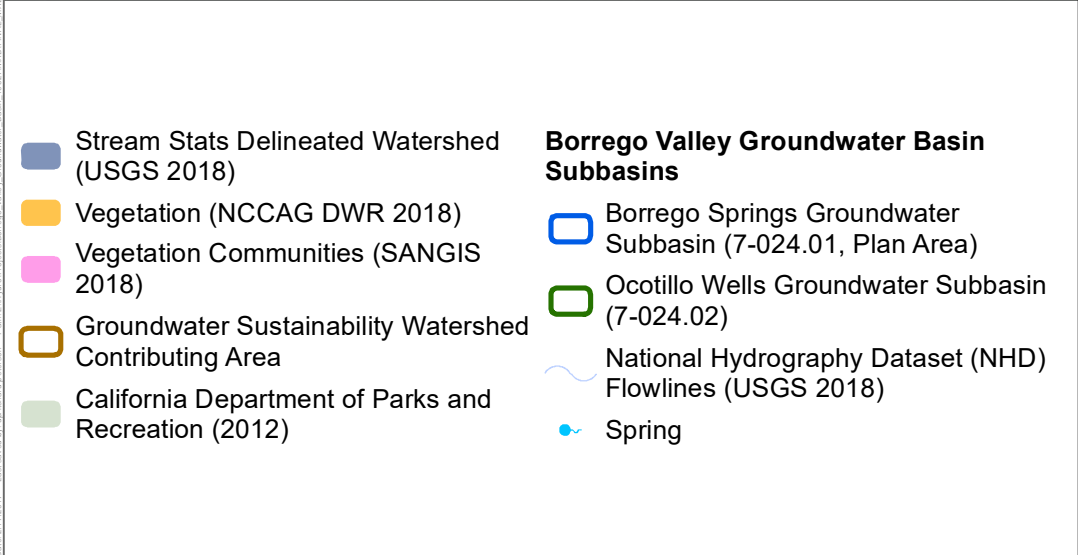 Stream Stats Delineated Watershed
(USGS 2018)
Vegetation (NCCAG DWR 2018)
Vegetation Communities (SANGIS
2018)
Groundwater Sustainability Watershed
Contributing Area
California Department of Parks and
Recreation (2012)
Borrego Valley Groundwater Basin
Subbasins
Borrego Springs Groundwater
Subbasin (7-024.01, Plan Area)
Ocotillo Wells Groundwater Subbasin
(7-024.02)
National Hydrography Dataset (NHD)
Flowlines (USGS 2018)
Spring